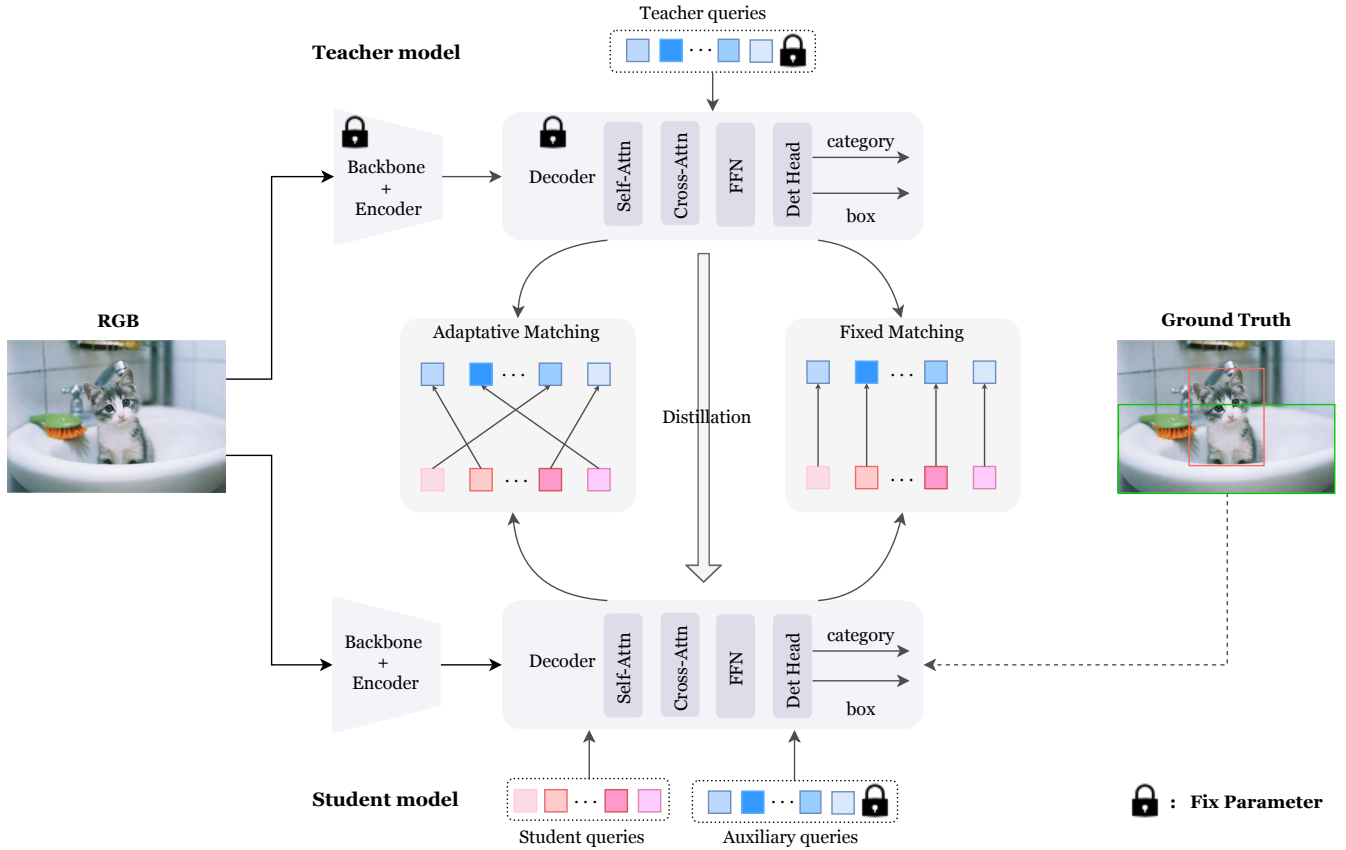 Teacher queries
Teacher model
...
Backbone
+
Encoder
Decoder
Self-Attn
Cross-Attn
FFN
Det Head
category
box
RGB
Adaptative Matching
...
...
Distillation
Fixed Matching
...
...
Ground Truth
Backbone
+
Encoder
Decoder
Self-Attn
Cross-Attn
FFN
Det Head
category
box
Student model
...
Student queries
...
Auxiliary queries
: Fix Parameter